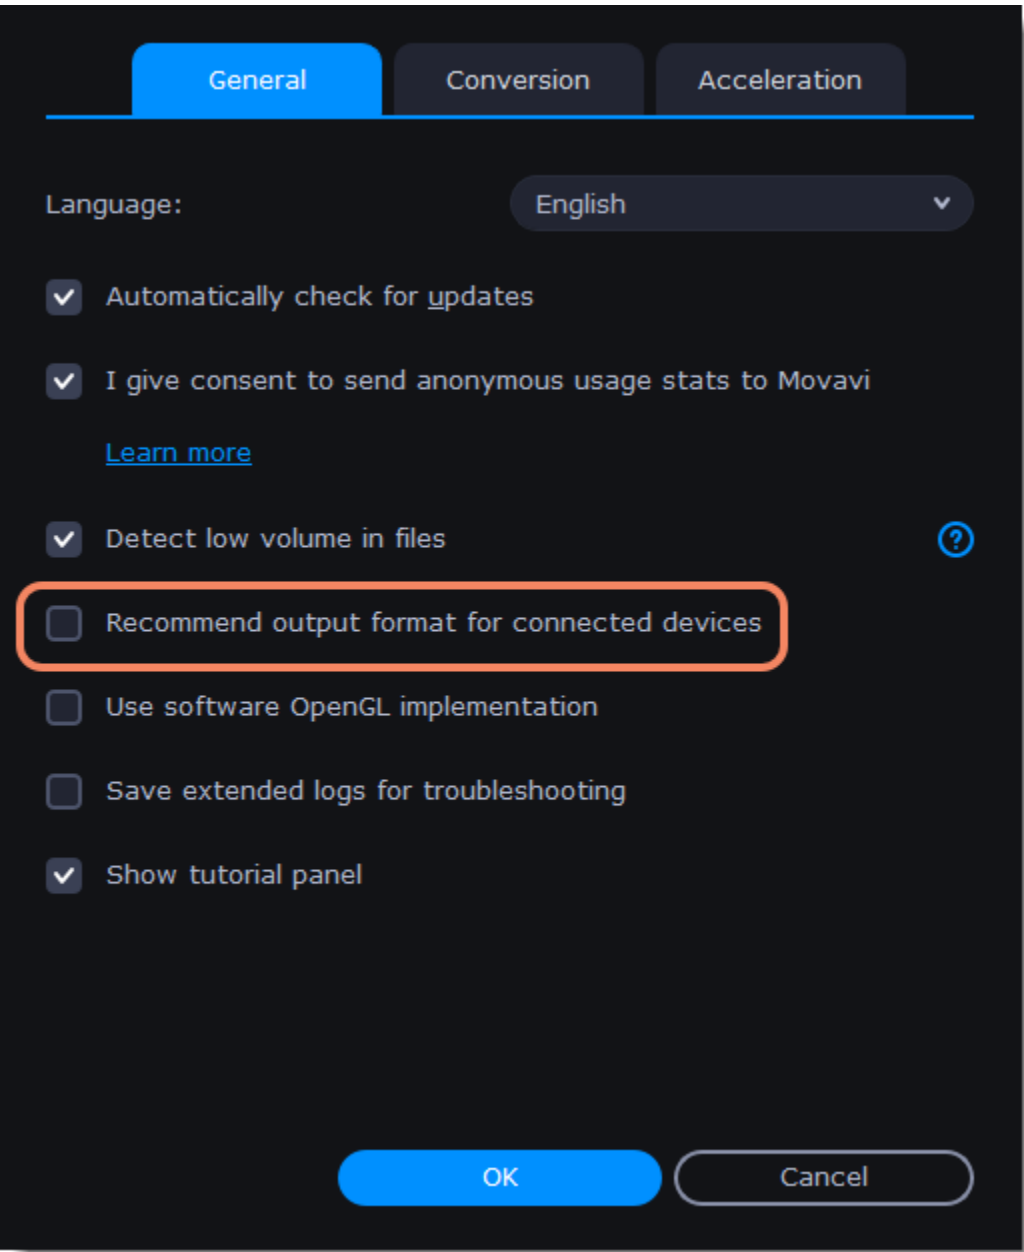 General Conversion Acceleration
Language: English
Automatically check for updates
I give consent to send anonymous usage stats to Movavi
Learn more
Detect low volume in files ?
Recommend output format for connected devices
Use software OpenGL implementation
Save extended logs for troubleshooting
Show tutorial panel
OK Cancel